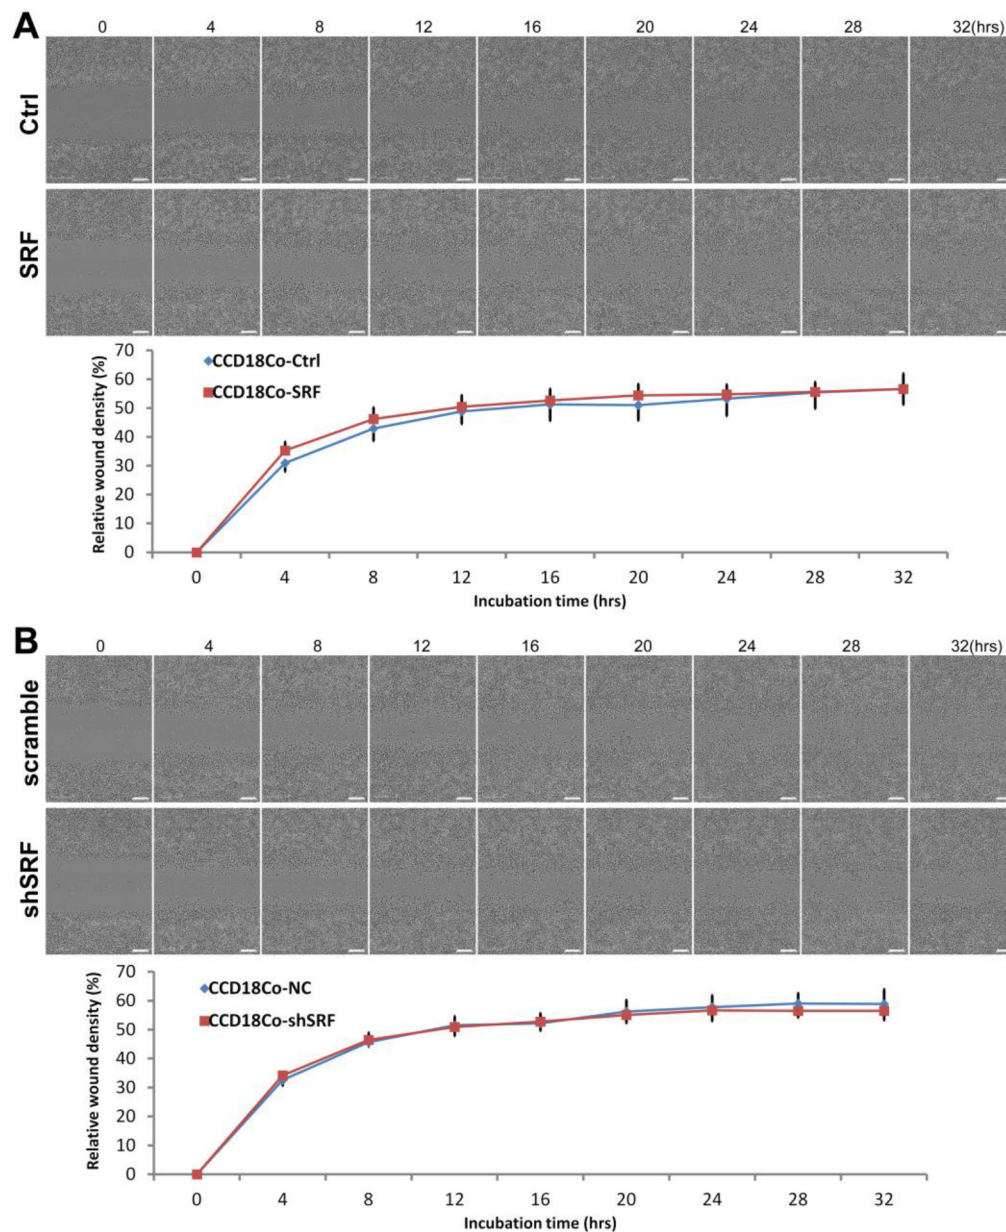 A
0 4 8 12 16 20 24 28 32(hrs)
Ctrl
SRF
70
60
50
40
30
20
10
0
Relative wound density (%)
CCD18Co-Ctrl
CCD18Co-SRF
0 4 8 12 16 20 24 28 32
Incubation time (hrs)
B
0 4 8 12 16 20 24 28 32(hrs)
scramble
shSRF
70
60
50
40
30
20
10
0
Relative wound density (%)
CCD18Co-NC
CCD18Co-shSRF
0 4 8 12 16 20 24 28 32
Incubation time (hrs)